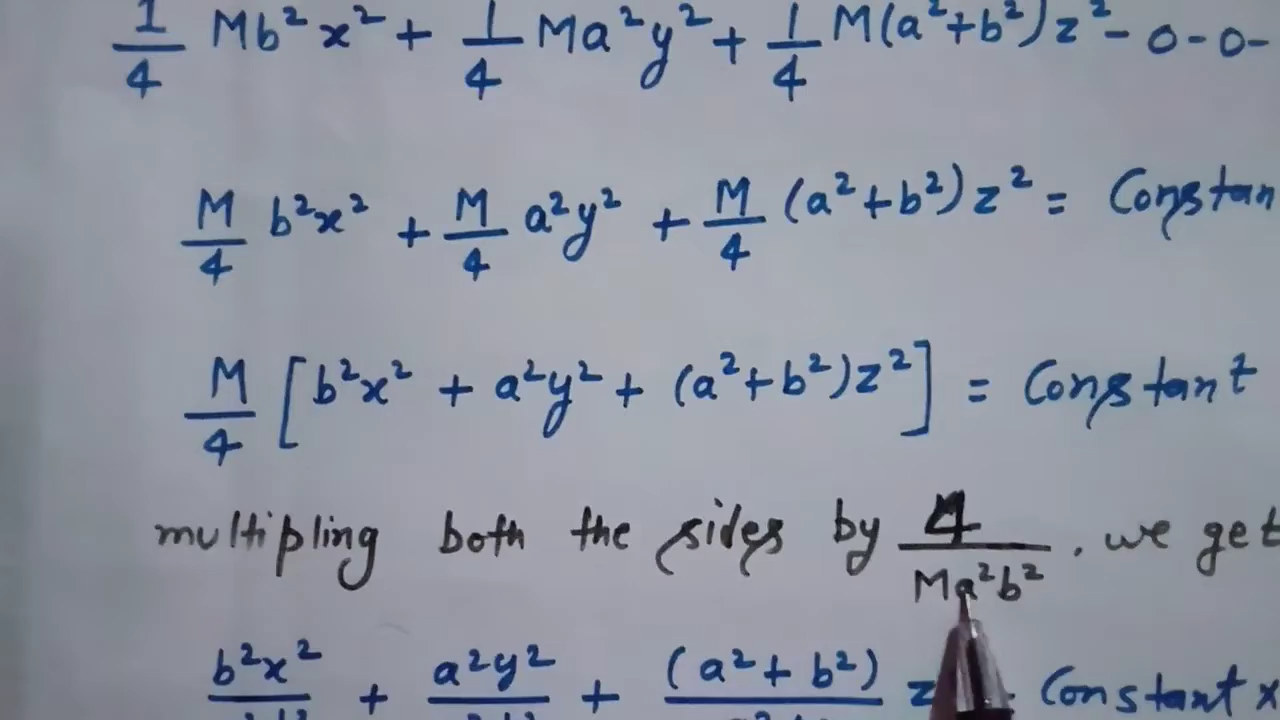 1/4 Mb²x² + 1/4 Ma²y² + 1/4 M(a²+b²)z² - 0 - 0 -
M/4 b²x² + M/4 a²y² + M/4 (a²+b²)z² = Constan
M/4 [b²x² + a²y² + (a²+b²)z²] = Constant
multipling both the sides by 4/Ma²b² . we get
b²x² + a²y² + (a² + b²) z Constant x